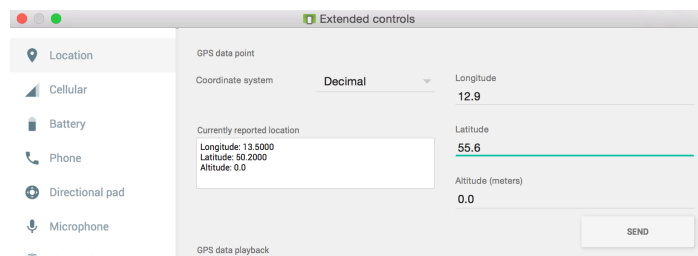 Extended controls
Location
Cellular
Battery
Phone
Directional pad
Microphone
GPS data point
Coordinate system
Decimal
Currently reported location
Longitude: 13.5000
Latitude: 50.2000
Altitude: 0.0
Longitude
12.9
Latitude
55.6
Altitude (meters)
0.0
SEND
GPS data playback